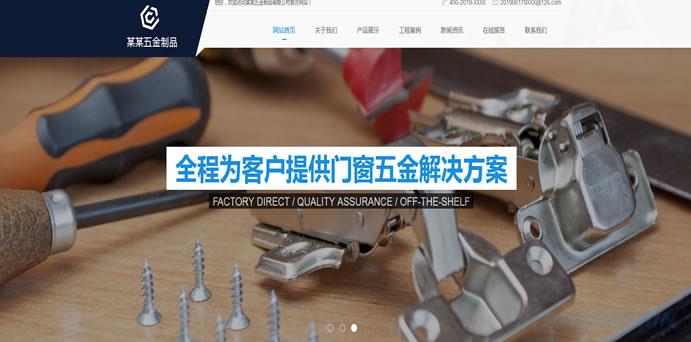 您好，欢迎访问某某五金制品有限公司官方网站！
400-2019-XXXX 20190617XXXX@126.com
某某五金制品
网站首页 关于我们 产品展示 工程案例 新闻资讯 在线留言 联系我们
全程为客户提供门窗五金解决方案
FACTORY DIRECT / QUALITY ASSURANCE / OFF-THE-SHELF